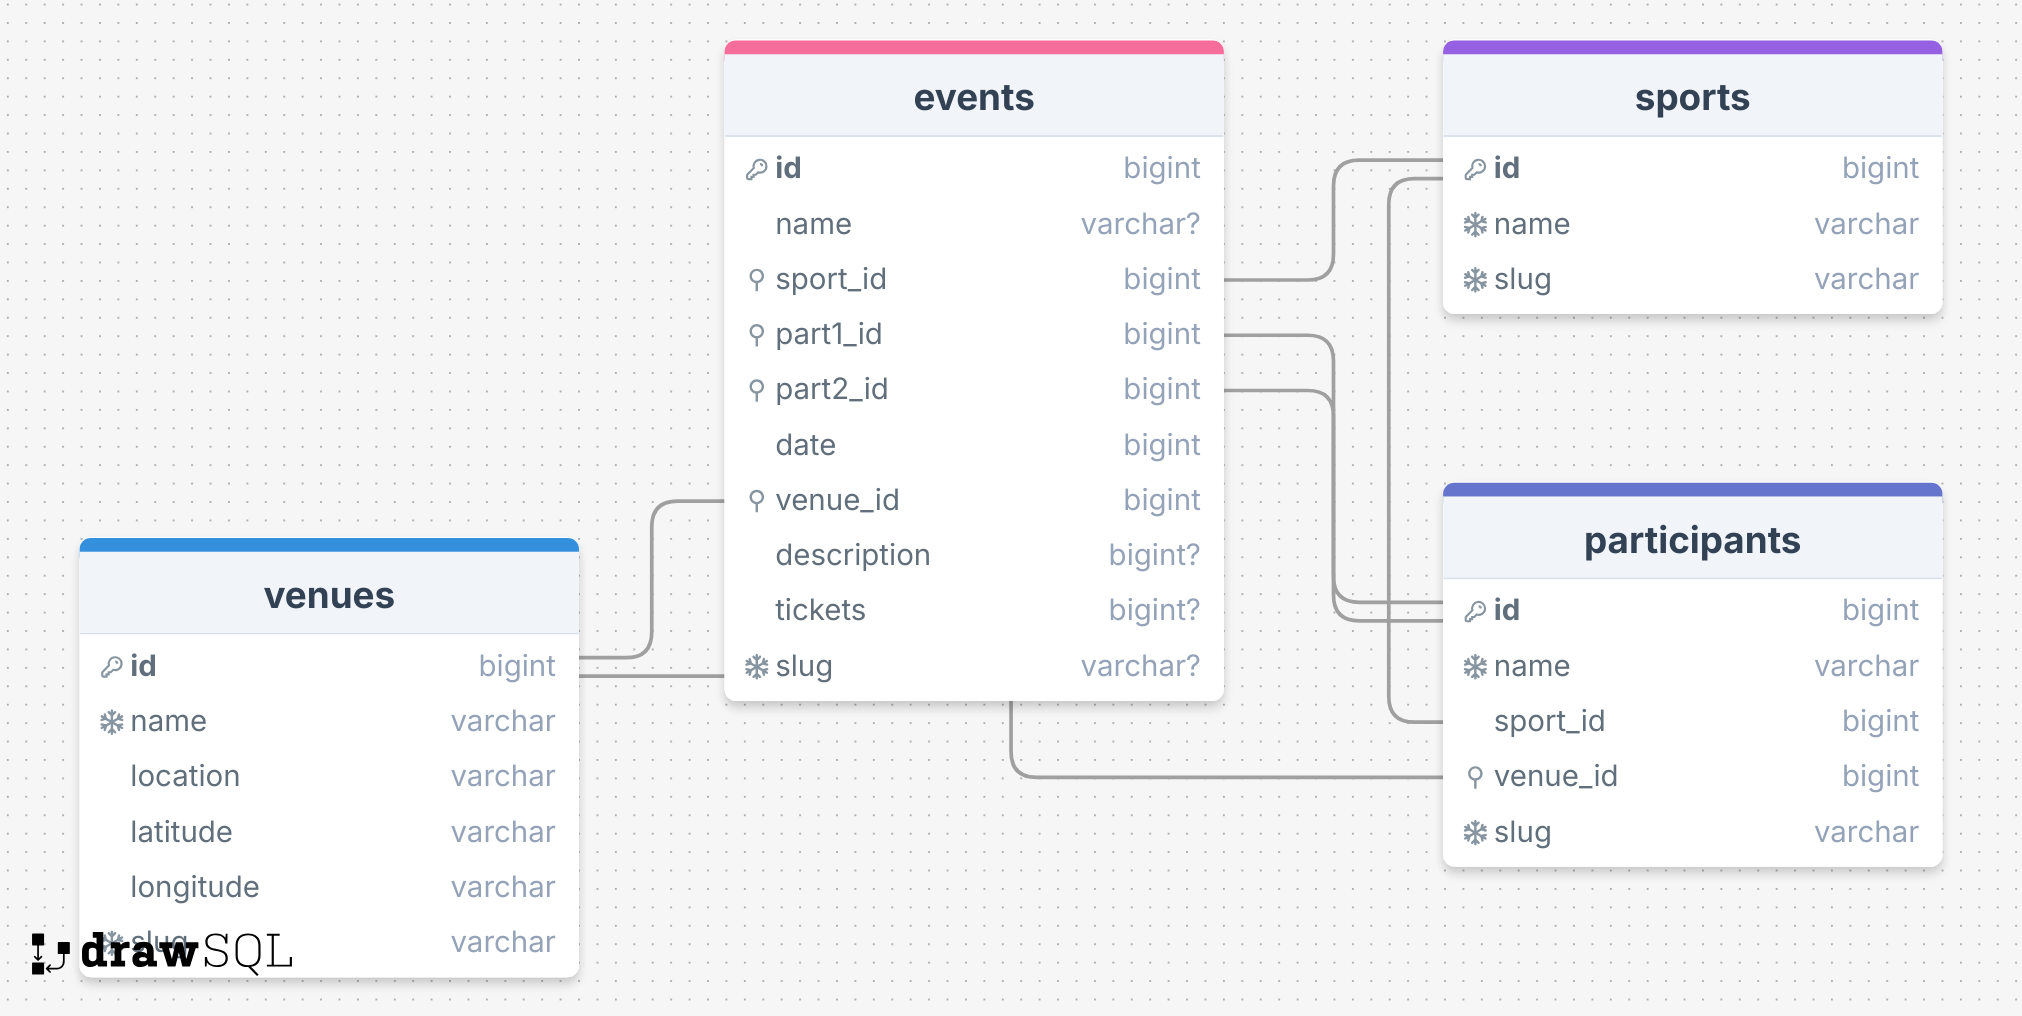 events
id bigint
name varchar?
sport_id bigint
part1_id bigint
part2_id bigint
date bigint
venue_id bigint
description bigint?
tickets bigint?
slug varchar?
sports
id bigint
name varchar
slug varchar
participants
id bigint
name varchar
sport_id bigint
venue_id bigint
slug varchar
venues
id bigint
name varchar
location varchar
latitude varchar
longitude varchar
slug varchar
drawSQL